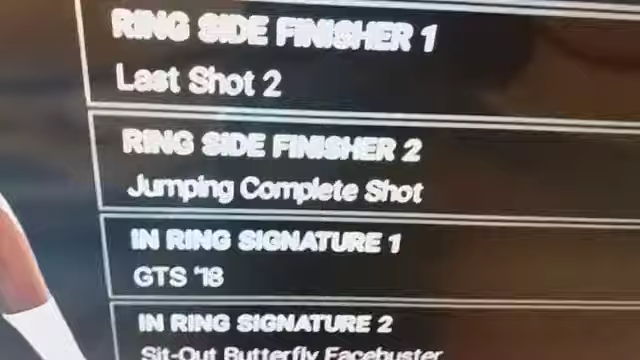 RING SIDE FINISHER 1
Last Shot 2
RING SIDE FINISHER 2
Jumping Complete Shot
IN RING SIGNATURE 1
GTS '18
IN RING SIGNATURE 2
Sit-Out Butterfly Facebuster